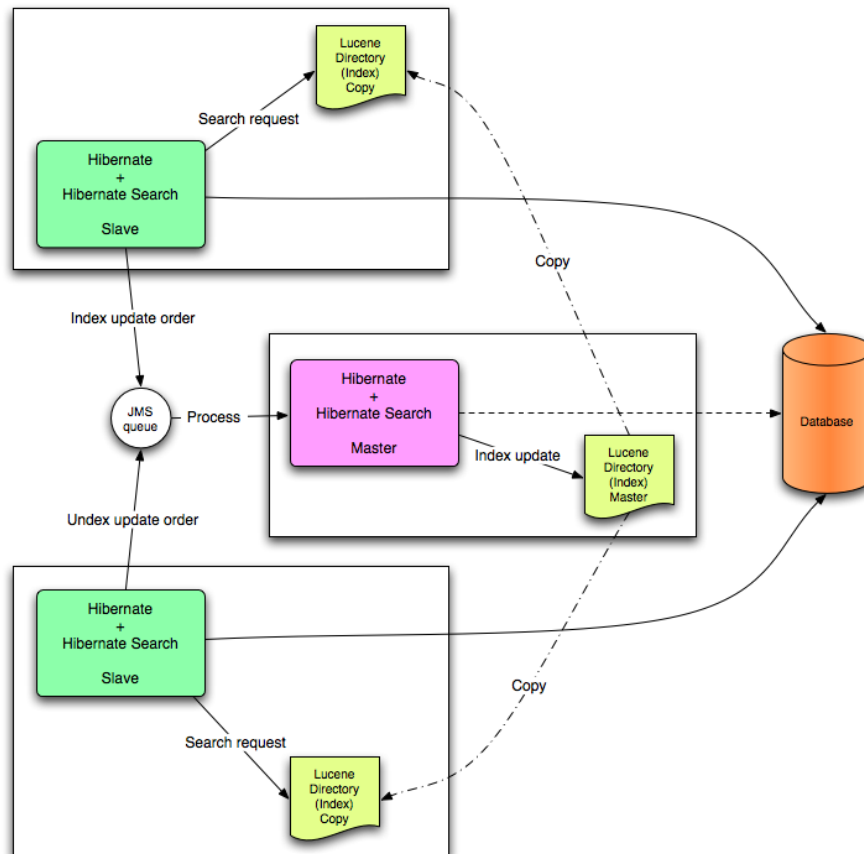 Lucene
Directory
(Index)
Copy
Search request
Hibernate
+
Hibernate Search
Slave
Copy
Index update order
Hibernate
+
Hibernate Search
Master
JMS
queue
Process
Database
Index update
Lucene
Directory
(Index)
Master
Undex update order
Hibernate
+
Hibernate Search
Slave
Copy
Search request
Lucene
Directory
(Index)
Copy